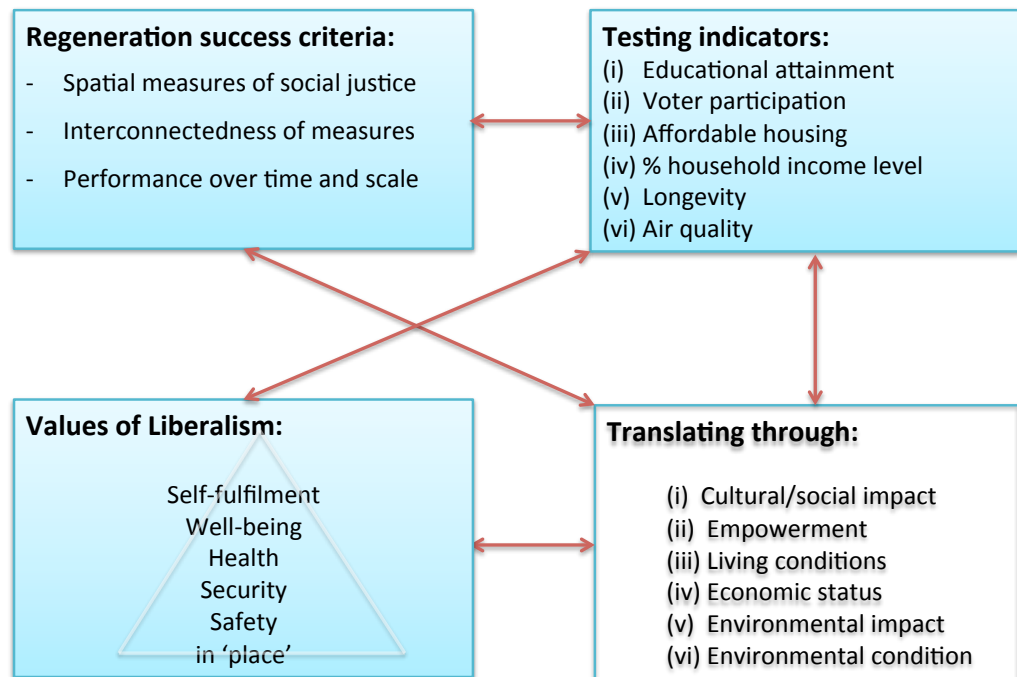 Regeneration success criteria:
- Spatial measures of social justice
- Interconnectedness of measures
- Performance over time and scale
Testing indicators:
(i) Educational attainment
(ii) Voter participation
(iii) Affordable housing
(iv) % household income level
(v) Longevity
(vi) Air quality
Values of Liberalism:
Self-fulfilment
Well-being
Health
Security
Safety
in ‘place’
Translating through:
(i) Cultural/social impact
(ii) Empowerment
(iii) Living conditions
(iv) Economic status
(v) Environmental impact
(vi) Environmental condition